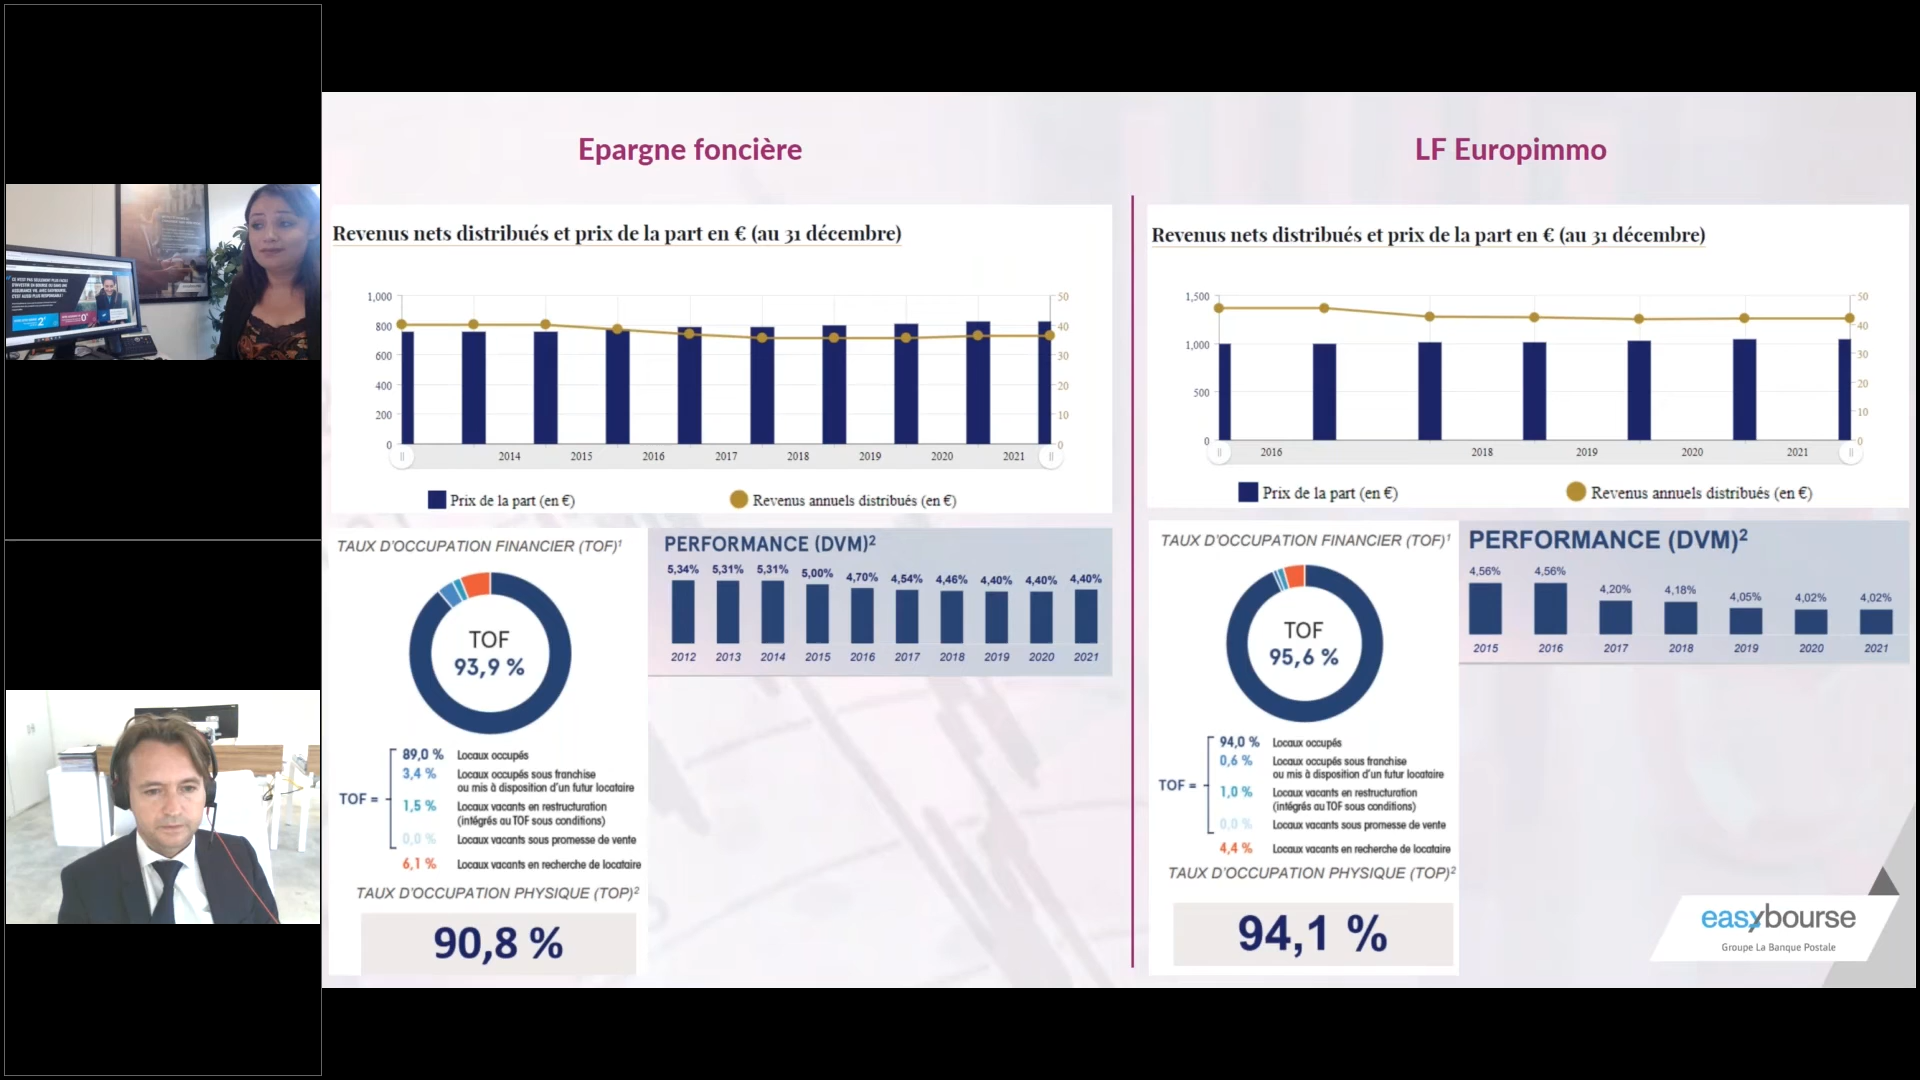 Epargne foncière
Revenus nets distribués et prix de la part en € (au 31 décembre)
1,000
800
600
400
200
0
50
40
30
20
10
0
2014 2015 2016 2017 2018 2019 2020 2021
Prix de la part (en €) Revenus annuels distribués (en €)
TAUX D'OCCUPATION FINANCIER (TOF)¹
TOF
93,9 %
TOF =
89,0 % Locaux occupés
3,4 % Locaux occupés sous franchise
ou mis à disposition d'un futur locataire
1,5 % Locaux vacants en restructuration
(intégrés au TOF sous conditions)
0,0 % Locaux vacants sous promesse de vente
6,1 % Locaux vacants en recherche de locataire
TAUX D'OCCUPATION PHYSIQUE (TOP)²
90,8 %
PERFORMANCE (DVM)²
5,34% 5,31% 5,31% 5,00% 4,70% 4,54% 4,46% 4,40% 4,40% 4,40%
2012 2013 2014 2015 2016 2017 2018 2019 2020 2021
LF Europimmo
Revenus nets distribués et prix de la part en € (au 31 décembre)
1,500
1,000
500
0
50
40
30
20
10
0
2016 2018 2019 2020 2021
Prix de la part (en €) Revenus annuels distribués (en €)
TAUX D'OCCUPATION FINANCIER (TOF)¹
TOF
95,6 %
TOF =
94,0 % Locaux occupés
0,6 % Locaux occupés sous franchise
ou mis à disposition d'un futur locataire
1,0 % Locaux vacants en restructuration
(intégrés au TOF sous conditions)
0,0 % Locaux vacants sous promesse de vente
4,4 % Locaux vacants en recherche de locataire
TAUX D'OCCUPATION PHYSIQUE (TOP)²
94,1 %
PERFORMANCE (DVM)²
4,56% 4,56% 4,20% 4,18% 4,05% 4,02% 4,02%
2015 2016 2017 2018 2019 2020 2021
easybourse
Groupe La Banque Postale